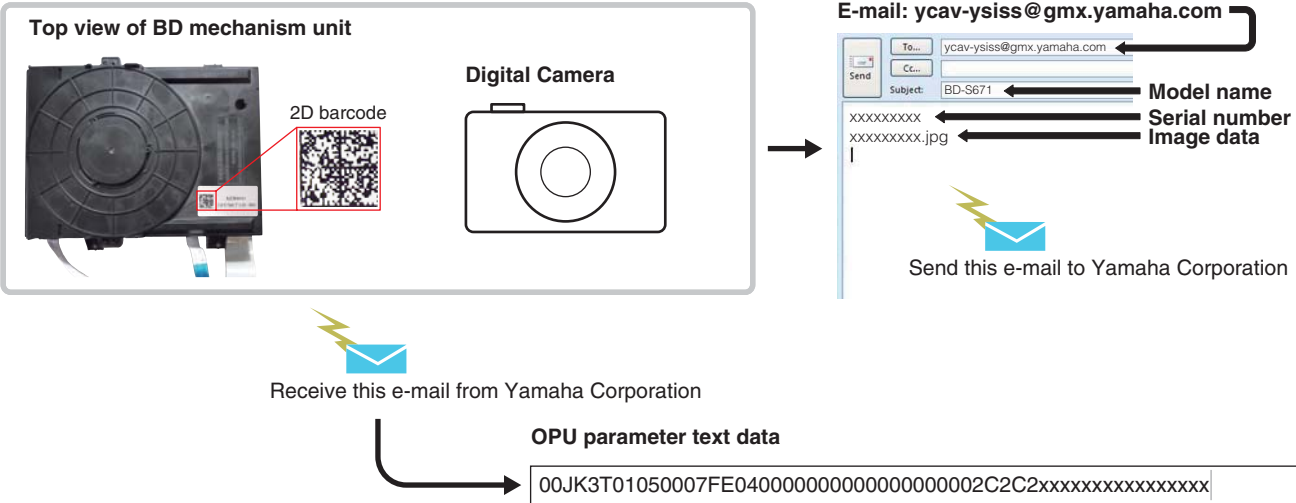 Top view of BD mechanism unit
2D barcode
Digital Camera
E-mail: ycav-ysiss@gmx.yamaha.com
To...
ycav-ysiss@gmx.yamaha.com
Cc...
Send
Subject:
BD-S671
Model name
xxxxxxxxx
Serial number
xxxxxxxxx.jpg
Image data
Send this e-mail to Yamaha Corporation
Receive this e-mail from Yamaha Corporation
OPU parameter text data